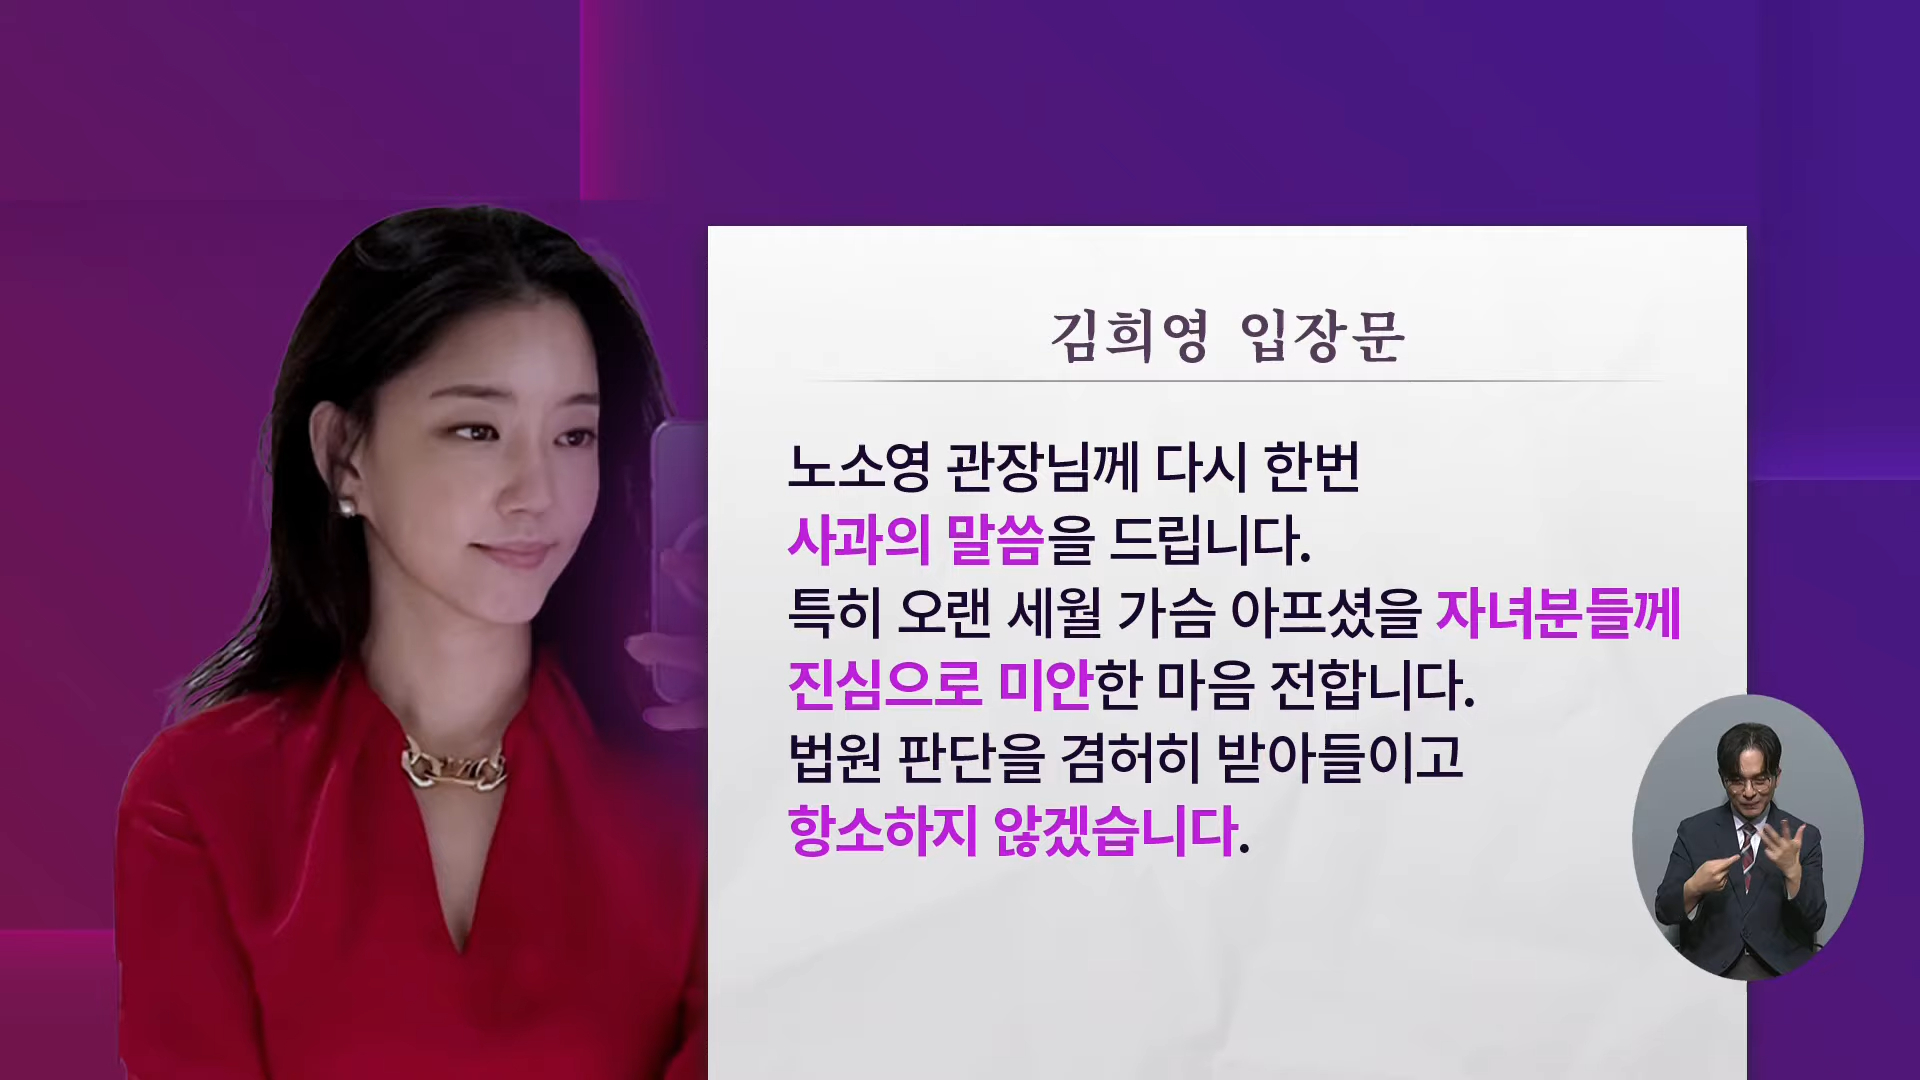 김희영 입장문
노소영 관장님께 다시 한번
사과의 말씀을 드립니다.
특히 오랜 세월 가슴 아프셨을 자녀분들께
진심으로 미안한 마음 전합니다.
법원 판단을 겸허히 받아들이고
항소하지 않겠습니다.